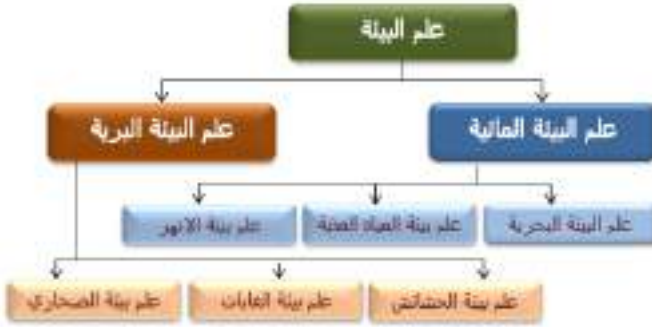 علم البيئة
علم البيئة المائية
علم البيئة البرية
علم البيئة البحرية
علم بيئة المياه العذبة
علم بيئة الانهر
علم بيئة الحشائش
علم بيئة الغابات
علم بيئة الصحاري